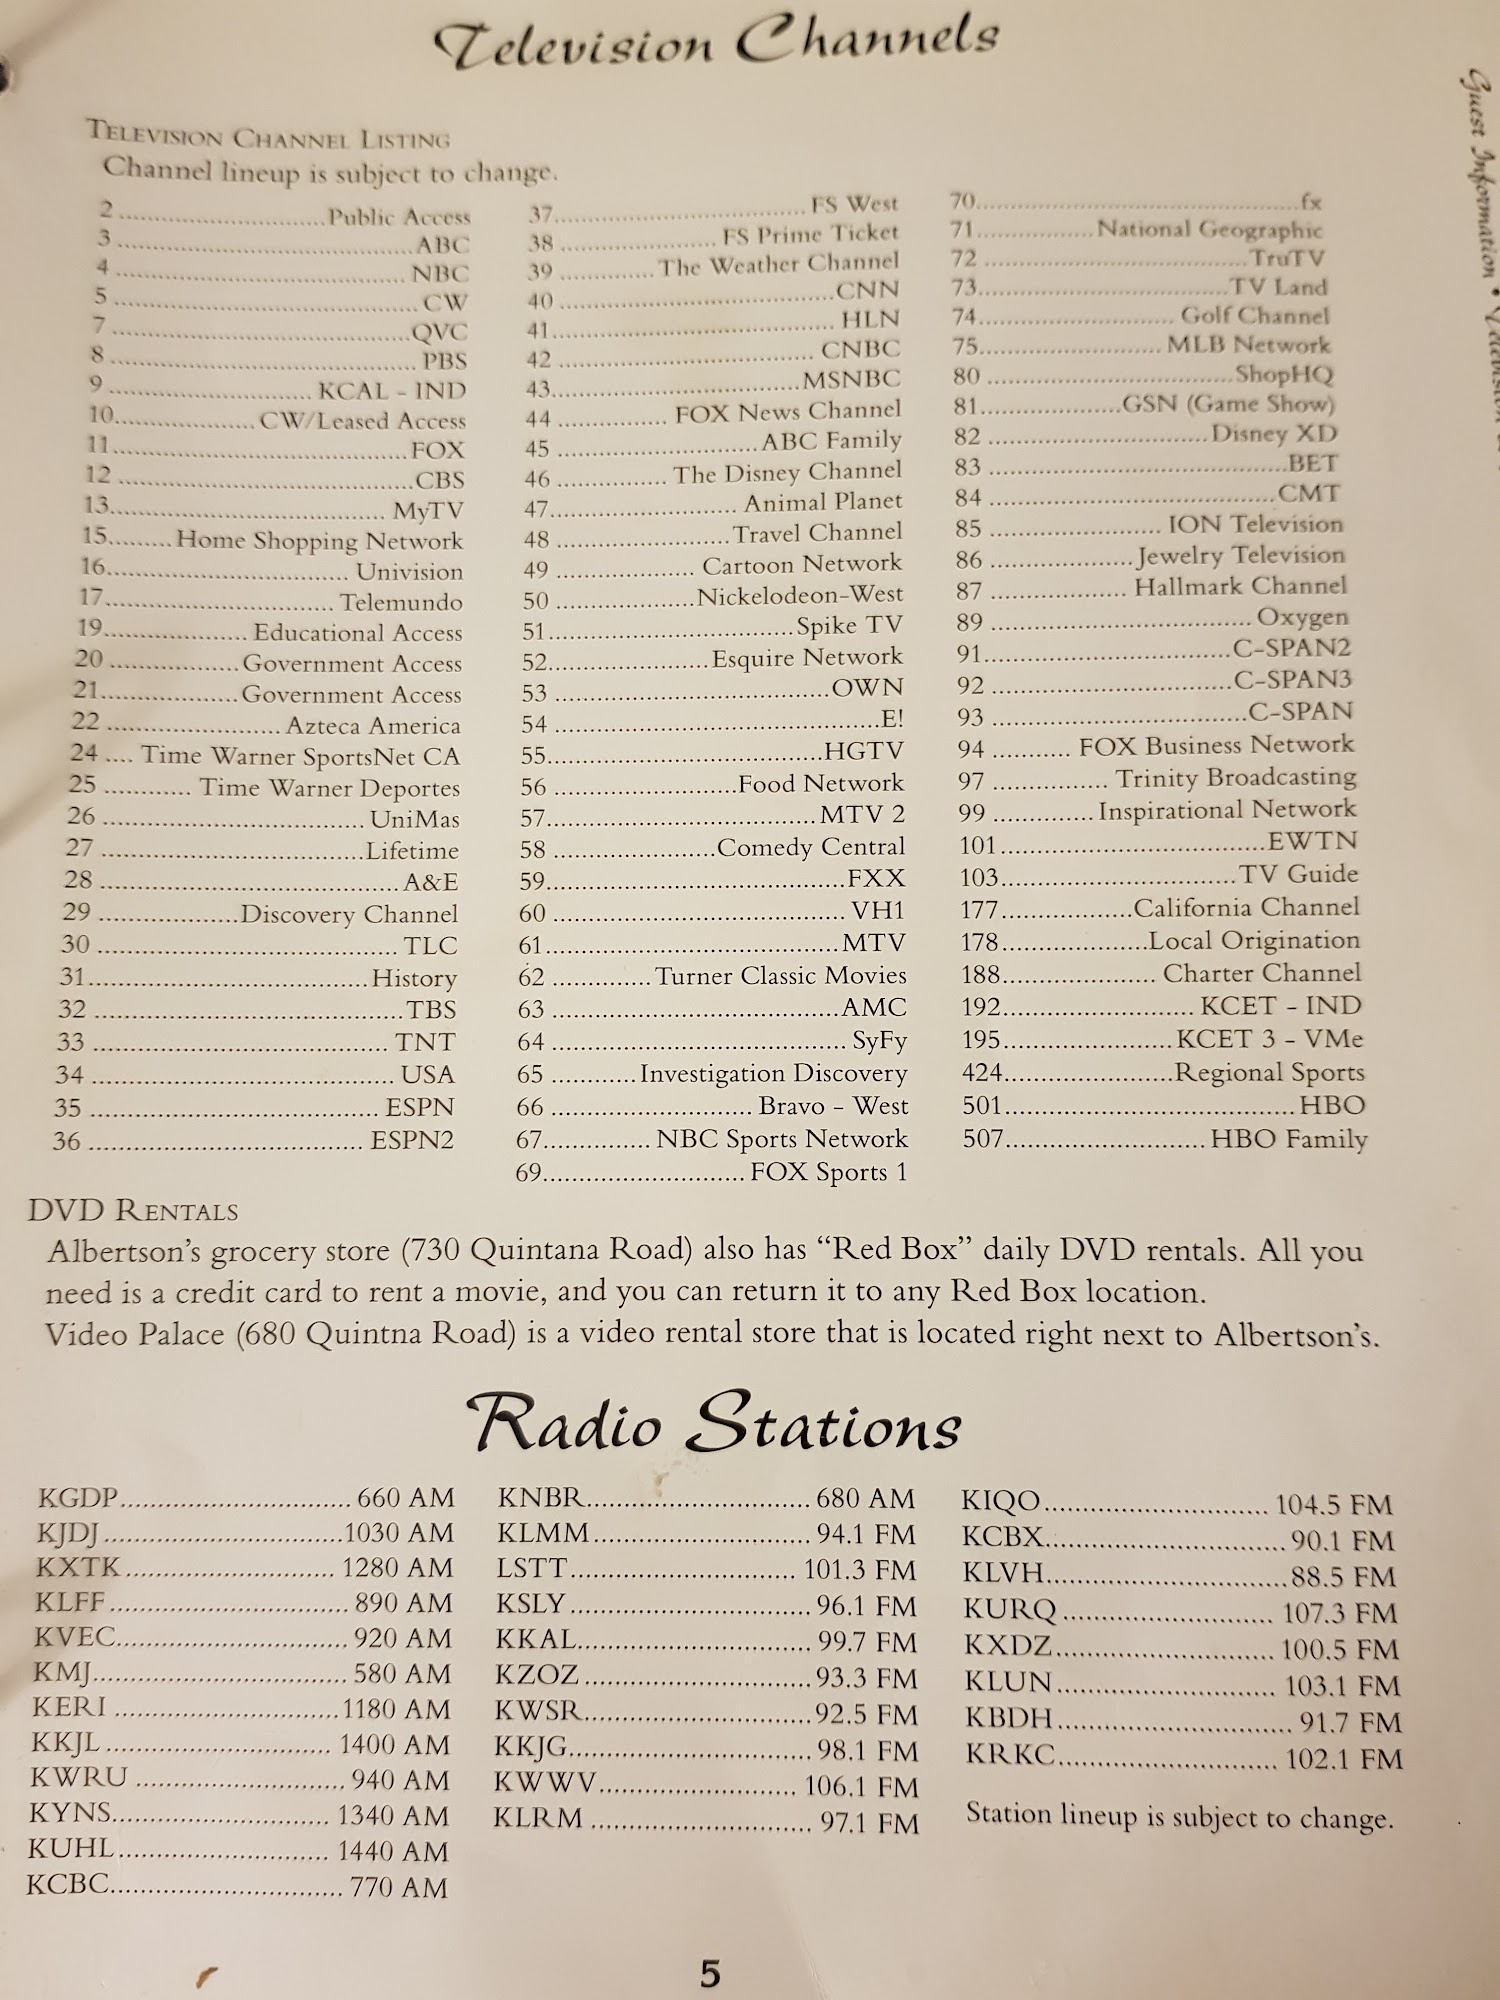 Television Channels
TELEVISION CHANNEL LISTING
Channel lineup is subject to change.
2 ............................Public Access
3 ........................................ABC
4 .........................................NBC
5 ..........................................CW
7 .........................................QVC
8 .......................................... PBS
9 ............................ KCAL - IND
10................... CW/Leased Access
11........................................FOX
12 ........................................CBS
13..................................... MyTV
15.........Home Shopping Network
16................................. Univision
17............................... Telemundo
19................... Educational Access
20 ..................Government Access
21...................Government Access
22 ........................ Azteca America
24 .... Time Warner SportsNet CA
25 ............ Time Warner Deportes
26 ................................... UniMas
27 ....................................Lifetime
28 ........................................A&E
29 ...................Discovery Channel
30 ........................................ TLC
31......................................History
32 .........................................TBS
33 ........................................ TNT
34 ......................................... USA
35 ....................................... ESPN
36 ..................................... ESPN2
37.................................. FS West
38 ..................... FS Prime Ticket
39 .............The Weather Channel
40 .....................................CNN
41...................................... HLN
42 ................................... CNBC
43..................................MSNBC
44 ............... FOX News Channel
45 ...........................ABC Family
46 ............... The Disney Channel
47......................... Animal Planet
48 .......................Travel Channel
49 ................... Cartoon Network
50 ...................Nickelodeon-West
51.................................Spike TV
52......................Esquire Network
53 .....................................OWN
54 ............................................E!
55.....................................HGTV
56 .........................Food Network
57.................................... MTV 2
58 ......................Comedy Central
59.........................................FXX
60 ........................................ VH1
61........................................MTV
62 ............. Turner Classic Movies
63 .......................................AMC
64 ........................................ SyFy
65 ...........Investigation Discovery
66 ........................... Bravo - West
67.............. NBC Sports Network
69........................... FOX Sports 1
70...........................................fx
71................National Geographic
72 ...................................TruTV
73..................................TV Land
74........................... Golf Channel
75......................... MLB Network
80 .................................ShopHQ
81...................GSN (Game Show)
82 ..............................Disney XD
83 ........................................BET
84 ......................................CMT
85 ....................... ION Television
86 ...................Jewelry Television
87 .................. Hallmark Channel
89 ................................... Oxygen
91.................................C-SPAN2
92 ................................C-SPAN3
93 ..................................C-SPAN
94 ........... FOX Business Network
97 ................ Trinity Broadcasting
99 .............. Inspirational Network
101...............................................EWTN
103................................TV Guide
177..................California Channel
178....................Local Origination
188..................... Charter Channel
192.......................... KCET - IND
195.......................KCET 3 - VMe
424.......................Regional Sports
501.......................................HBO
507........................... HBO Family
DVD RENTALS
Albertson's grocery store (730 Quintana Road) also has "Red Box" daily DVD rentals. All you
need is a credit card to rent a movie, and you can return it to any Red Box location.
Video Palace (680 Quintna Road) is a video rental store that is located right next to Albertson's.
Radio Stations
KGDP............................... 660 AM
KJDJ................................1030 AM
KXTK............................ 1280 AM
KLFF................................ 890 AM
KVEC............................... 920 AM
KMJ.................................. 580 AM
KERI ..............................1180 AM
KKJL .............................. 1400 AM
KWRU ............................ 940 AM
KYNS............................. 1340 AM
KUHL............................ 1440 AM
KCBC............................... 770 AM
KNBR.............................. 680 AM
KLMM............................. 94.1 FM
LSTT.............................. 101.3 FM
KSLY................................ 96.1 FM
KKAL............................... 99.7 FM
KZOZ............................... 93.3 FM
KWSR...............................92.5 FM
KKJG................................ 98.1 FM
KWWV.......................... 106.1 FM
KLRM .............................. 97.1 FM
KIQO.............................. 104.5 FM
KCBX................................90.1 FM
KLVH................................88.5 FM
KURQ............................ 107.3 FM
KXDZ............................. 100.5 FM
KLUN............................. 103.1 FM
KBDH............................... 91.7 FM
KRKC............................. 102.1 FM
Station lineup is subject to change.
5
Guest Information •